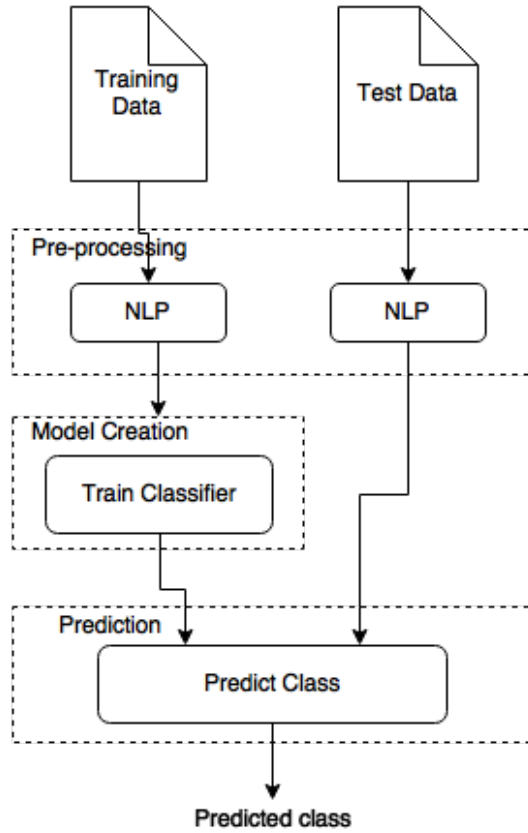 Training
Data
Test Data
Pre-processing
NLP
NLP
Model Creation
Train Classifier
Prediction
Predict Class
Predicted class